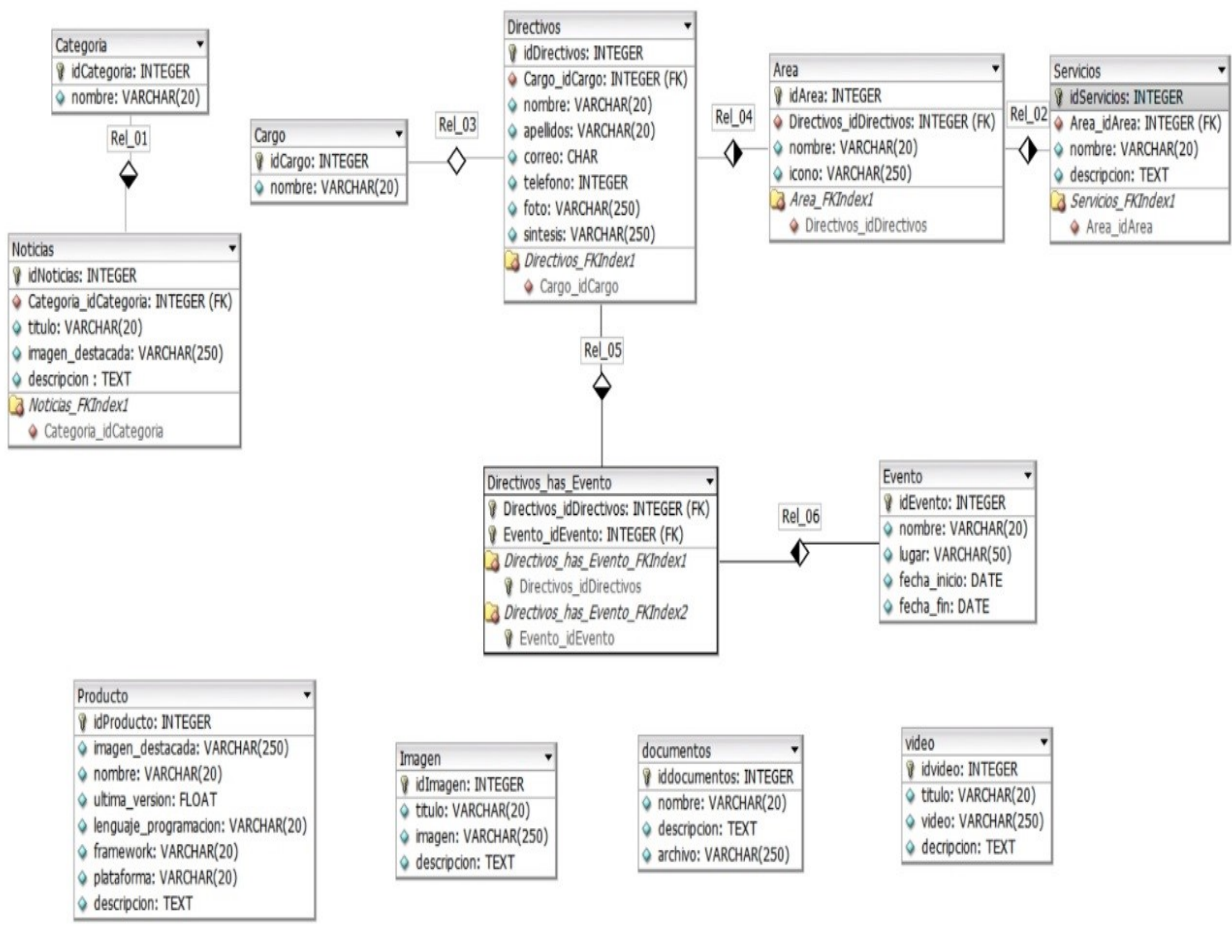 Categoria
idCategoria: INTEGER
nombre: VARCHAR(20)
Rel_01
Noticias
idNoticias: INTEGER
Categoria_idCategoria: INTEGER (FK)
titulo: VARCHAR(20)
imagen_destacada: VARCHAR(250)
descripcion : TEXT
Noticias_FKIndex1
Categoria_idCategoria
Cargo
idCargo: INTEGER
nombre: VARCHAR(20)
Rel_03
Directivos
idDirectivos: INTEGER
Cargo_idCargo: INTEGER (FK)
nombre: VARCHAR(20)
apellidos: VARCHAR(20)
correo: CHAR
telefono: INTEGER
foto: VARCHAR(250)
sintesis: VARCHAR(250)
Directivos_FKIndex1
Cargo_idCargo
Rel_04
Area
idArea: INTEGER
Directivos_idDirectivos: INTEGER (FK)
nombre: VARCHAR(20)
icono: VARCHAR(250)
Area_FKIndex1
Directivos_idDirectivos
Rel_02
Servicios
idServicios: INTEGER
Area_idArea: INTEGER (FK)
nombre: VARCHAR(20)
descripcion: TEXT
Servicios_FKIndex1
Area_idArea
Rel_05
Directivos_has_Evento
Directivos_idDirectivos: INTEGER (FK)
Evento_idEvento: INTEGER (FK)
Directivos_has_Evento_FKIndex1
Directivos_idDirectivos
Directivos_has_Evento_FKIndex2
Evento_idEvento
Rel_06
Evento
idEvento: INTEGER
nombre: VARCHAR(20)
lugar: VARCHAR(50)
fecha_inicio: DATE
fecha_fin: DATE
Producto
idProducto: INTEGER
imagen_destacada: VARCHAR(250)
nombre: VARCHAR(20)
ultima_version: FLOAT
lenguaje_programacion: VARCHAR(20)
framework: VARCHAR(20)
plataforma: VARCHAR(20)
descripcion: TEXT
Imagen
idImagen: INTEGER
titulo: VARCHAR(20)
imagen: VARCHAR(250)
descripcion: TEXT
documentos
iddocumentos: INTEGER
nombre: VARCHAR(20)
descripcion: TEXT
archivo: VARCHAR(250)
video
idvideo: INTEGER
titulo: VARCHAR(20)
video: VARCHAR(250)
decripcion: TEXT